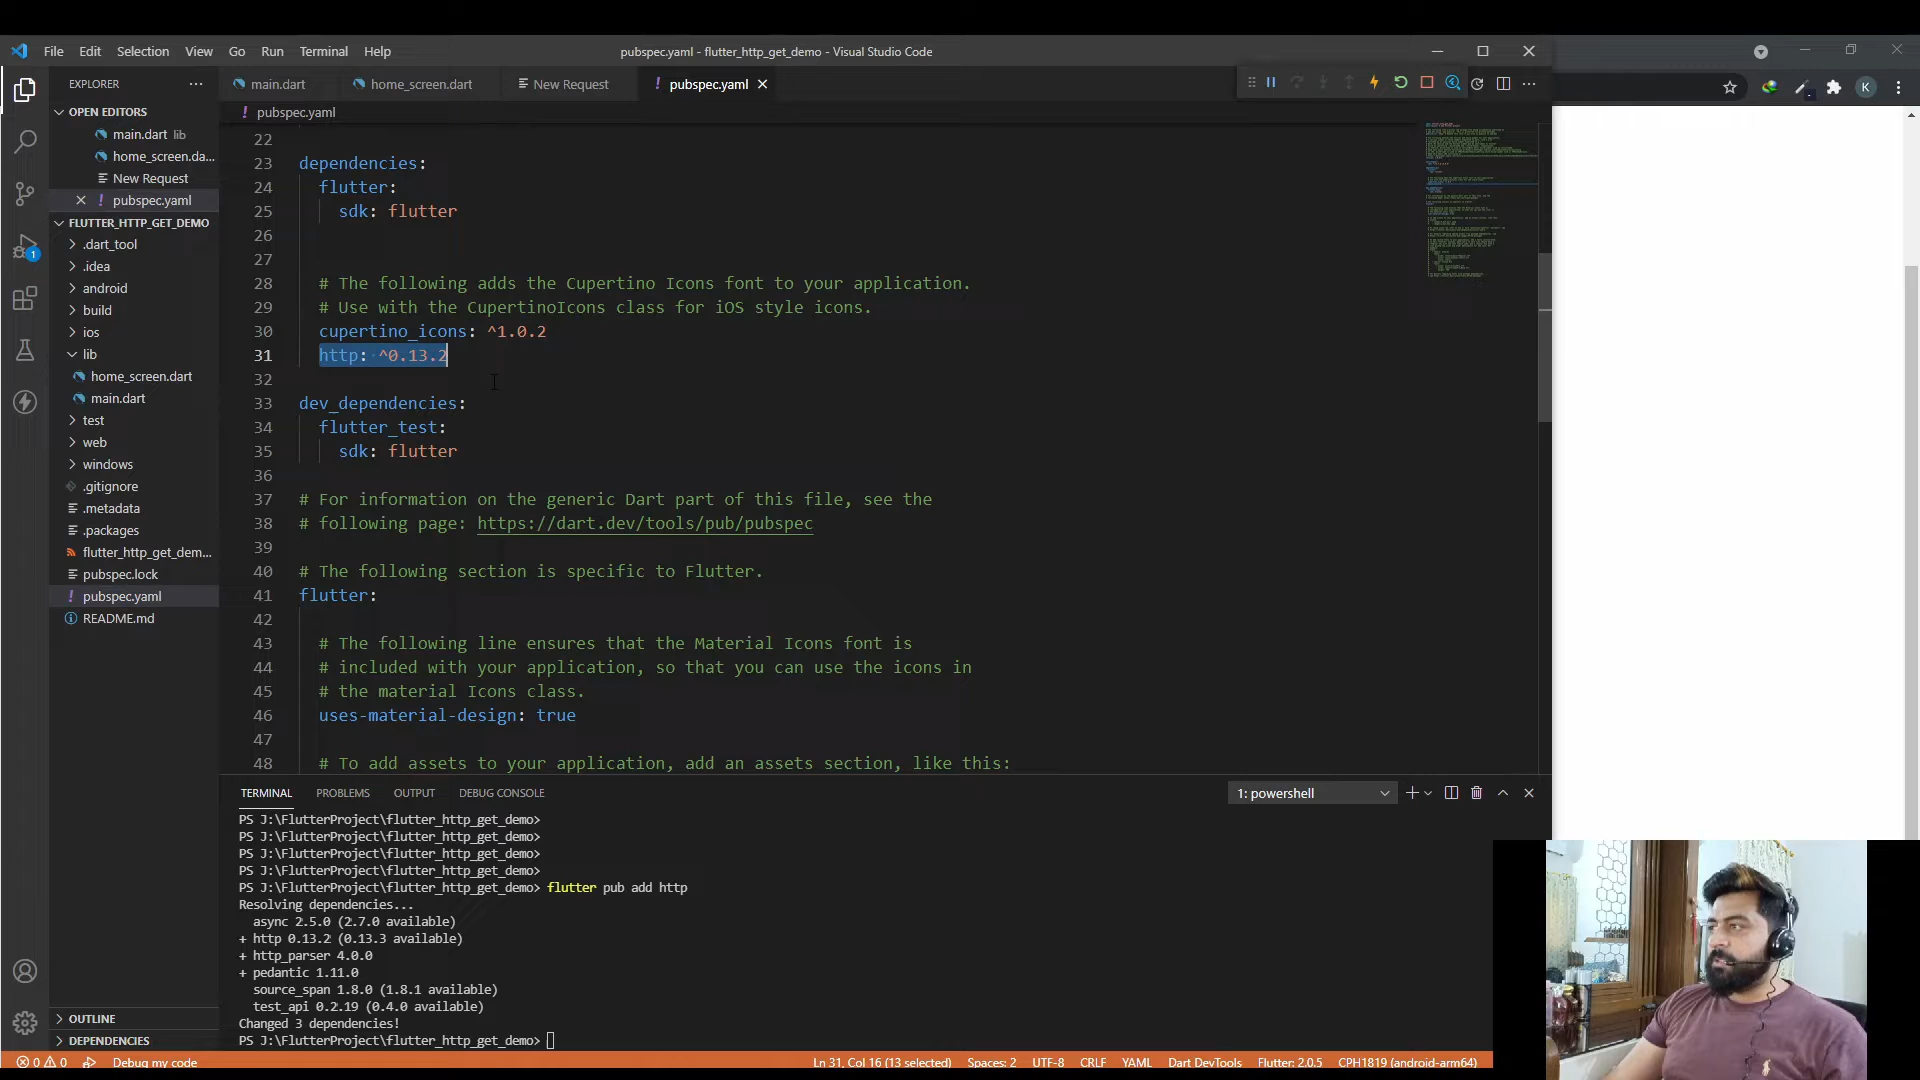 File Edit Selection View Go Run Terminal Help
pubspec.yaml - flutter_http_get_demo - Visual Studio Code
EXPLORER
main.dart
home_screen.dart
New Request
! pubspec.yaml
OPEN EDITORS
main.dart lib
home_screen.da...
New Request
! pubspec.yaml
FLUTTER_HTTP_GET_DEMO
.dart_tool
.idea
android
build
ios
lib
home_screen.dart
main.dart
test
web
windows
.gitignore
.metadata
.packages
flutter_http_get_dem...
pubspec.lock
! pubspec.yaml
README.md
OUTLINE
DEPENDENCIES
! pubspec.yaml
22
23 dependencies:
24 flutter:
25 sdk: flutter
26
27
28 # The following adds the Cupertino Icons font to your application.
29 # Use with the CupertinoIcons class for iOS style icons.
30 cupertino_icons: ^1.0.2
31 http: ^0.13.2
32
33 dev_dependencies:
34 flutter_test:
35 sdk: flutter
36
37 # For information on the generic Dart part of this file, see the
38 # following page: https://dart.dev/tools/pub/pubspec
39
40 # The following section is specific to Flutter.
41 flutter:
42
43 # The following line ensures that the Material Icons font is
44 # included with your application, so that you can use the icons in
45 # the material Icons class.
46 uses-material-design: true
47
48 # To add assets to your application, add an assets section, like this:
TERMINAL PROBLEMS OUTPUT DEBUG CONSOLE
1: powershell
PS J:\FlutterProject\flutter_http_get_demo>
PS J:\FlutterProject\flutter_http_get_demo>
PS J:\FlutterProject\flutter_http_get_demo>
PS J:\FlutterProject\flutter_http_get_demo>
PS J:\FlutterProject\flutter_http_get_demo> flutter pub add http
Resolving dependencies...
async 2.5.0 (2.7.0 available)
+ http 0.13.2 (0.13.3 available)
+ http_parser 4.0.0
+ pedantic 1.11.0
source_span 1.8.0 (1.8.1 available)
test_api 0.2.19 (0.4.0 available)
Changed 3 dependencies!
PS J:\FlutterProject\flutter_http_get_demo>
0 0 Debug my code
Ln 31, Col 16 (13 selected) Spaces: 2 UTF-8 CRLF YAML Dart DevTools Flutter: 2.0.5 CPH1819 (android-arm64)
1
K